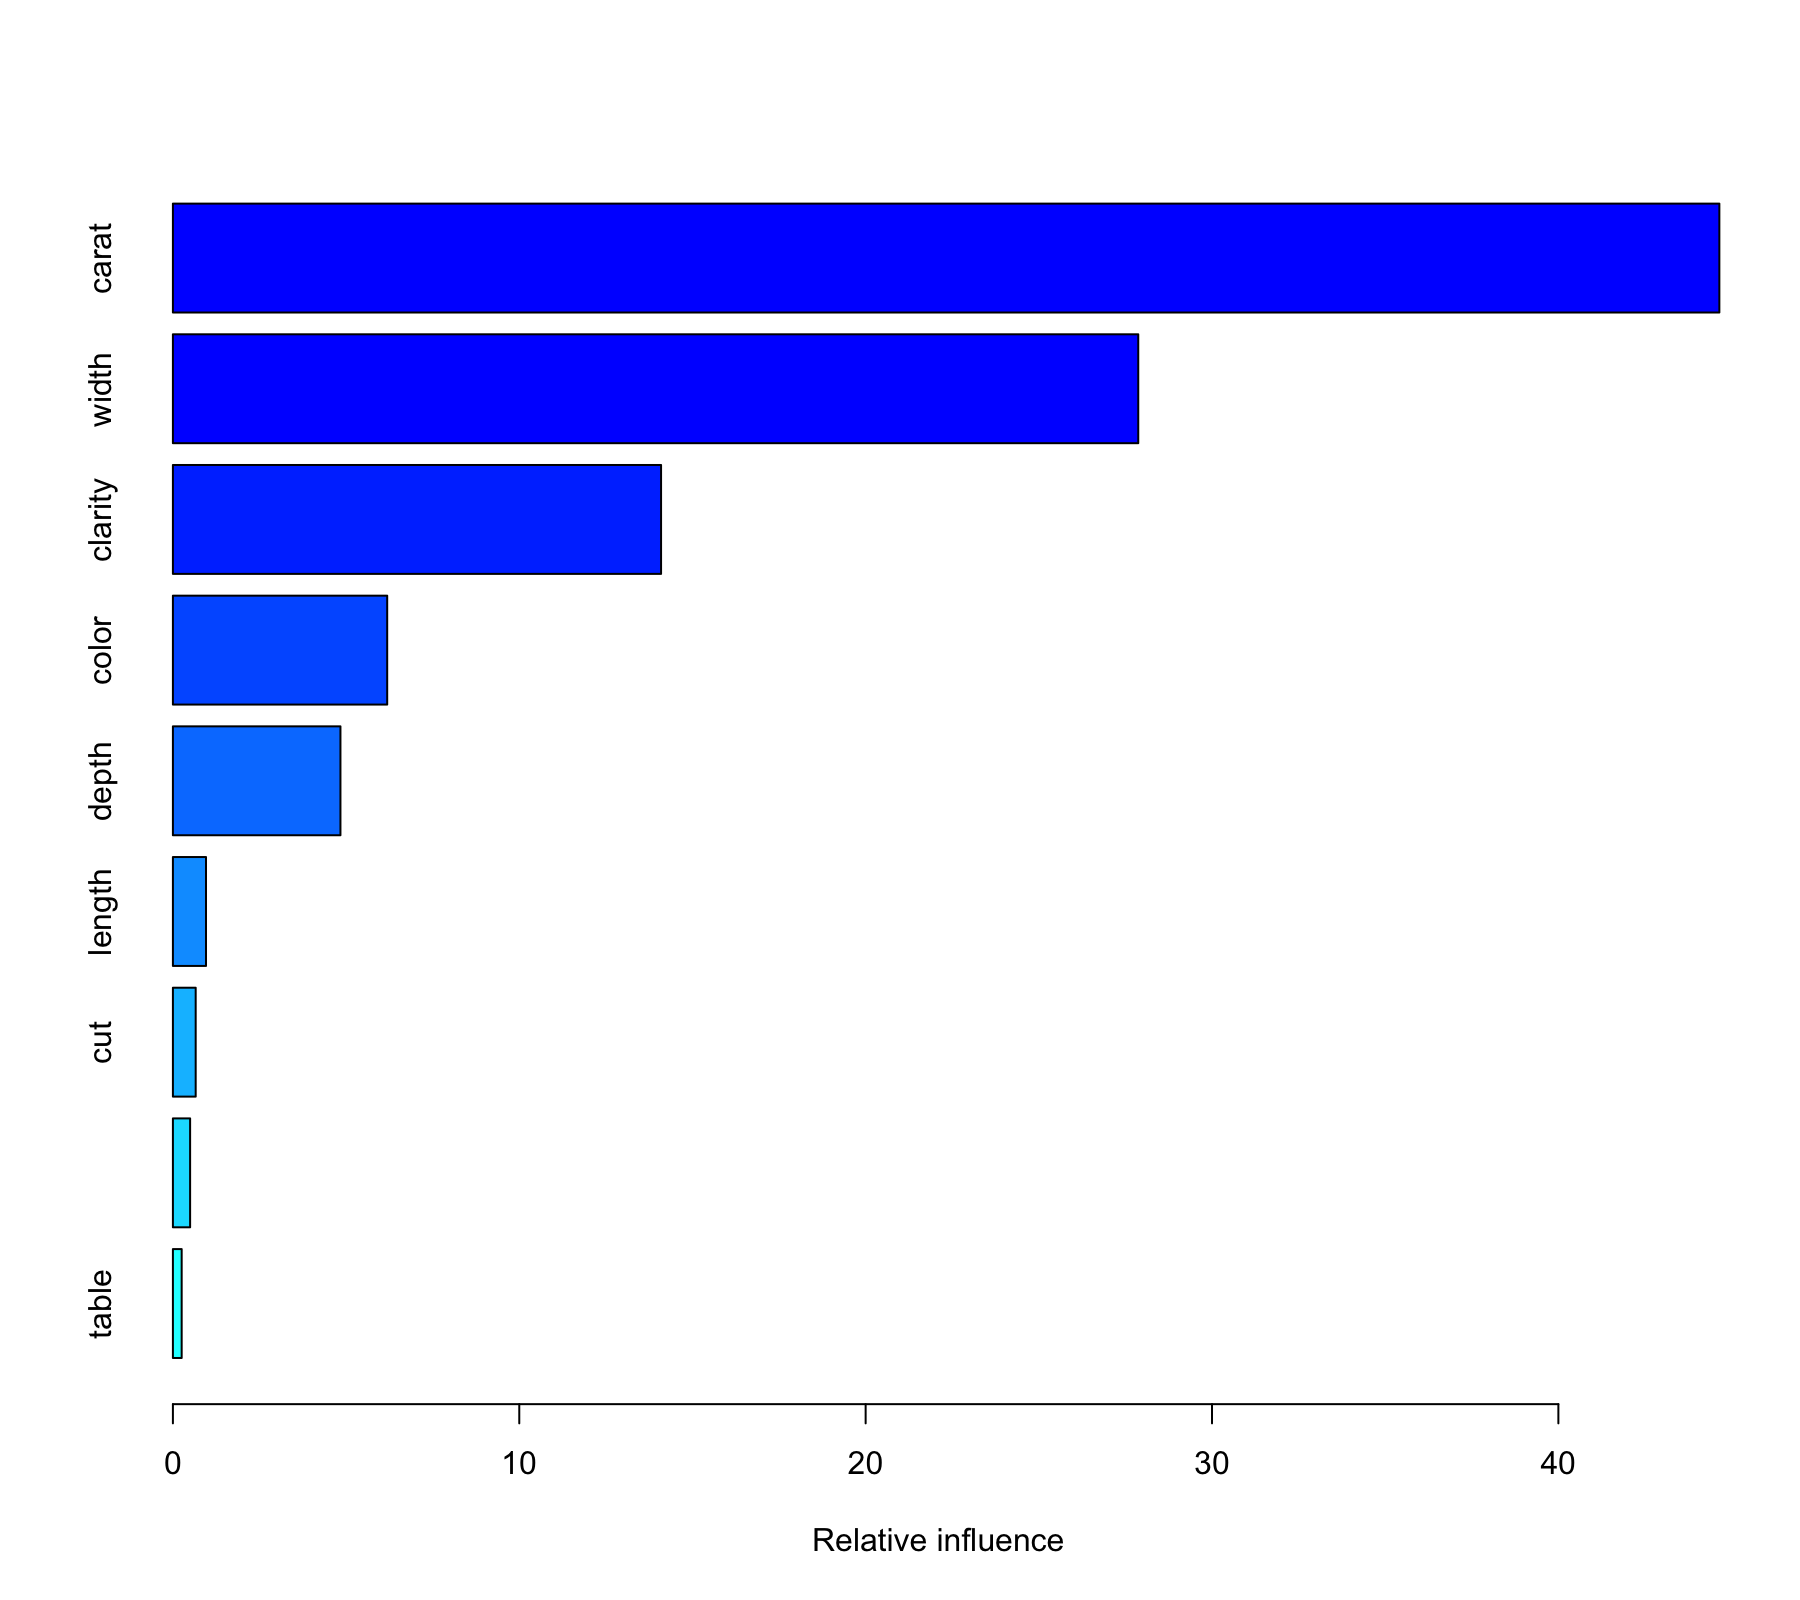 carat
width
clarity
color
depth
length
cut
table
0 10 20 30 40
Relative influence